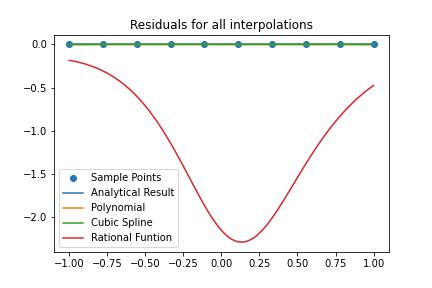 Residuals for all interpolations
0.0
−0.5
−1.0
−1.5
−2.0
Sample Points
Analytical Result
Polynomial
Cubic Spline
Rational Funtion
−1.00 −0.75 −0.50 −0.25 0.00 0.25 0.50 0.75 1.00